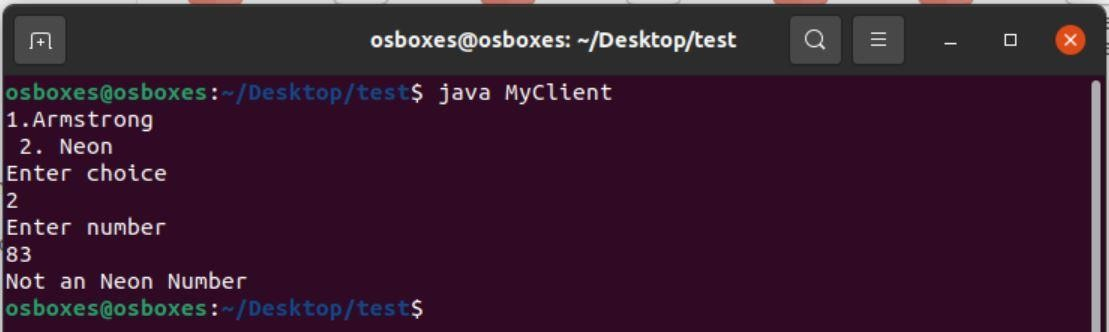 osboxes@osboxes: ~/Desktop/test
osboxes@osboxes:~/Desktop/test$ java MyClient
1.Armstrong
 2. Neon
Enter choice
2
Enter number
83
Not an Neon Number
osboxes@osboxes:~/Desktop/test$